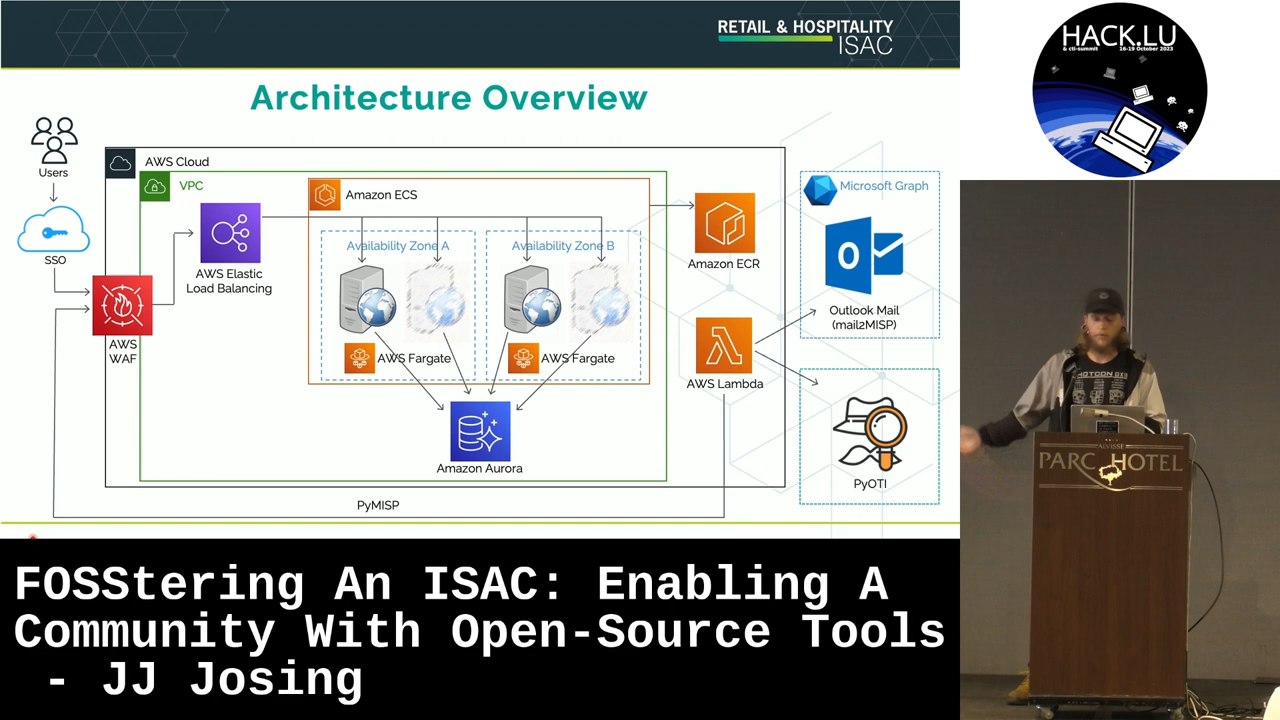 RETAIL & HOSPITALITY
ISAC
Architecture Overview
Users
SSO
AWS
WAF
AWS Cloud
VPC
AWS Elastic
Load Balancing
Amazon ECS
Availability Zone A
AWS Fargate
Availability Zone B
AWS Fargate
Amazon Aurora
Amazon ECR
AWS Lambda
Microsoft Graph
Outlook Mail
(mail2MISP)
PyOTI
PyMISP
HACK.LU
& cti-summit 16-19 October 2023
ALVISSE
PARC HOTEL
FOSStering An ISAC: Enabling A
Community With Open-Source Tools
- JJ Josing